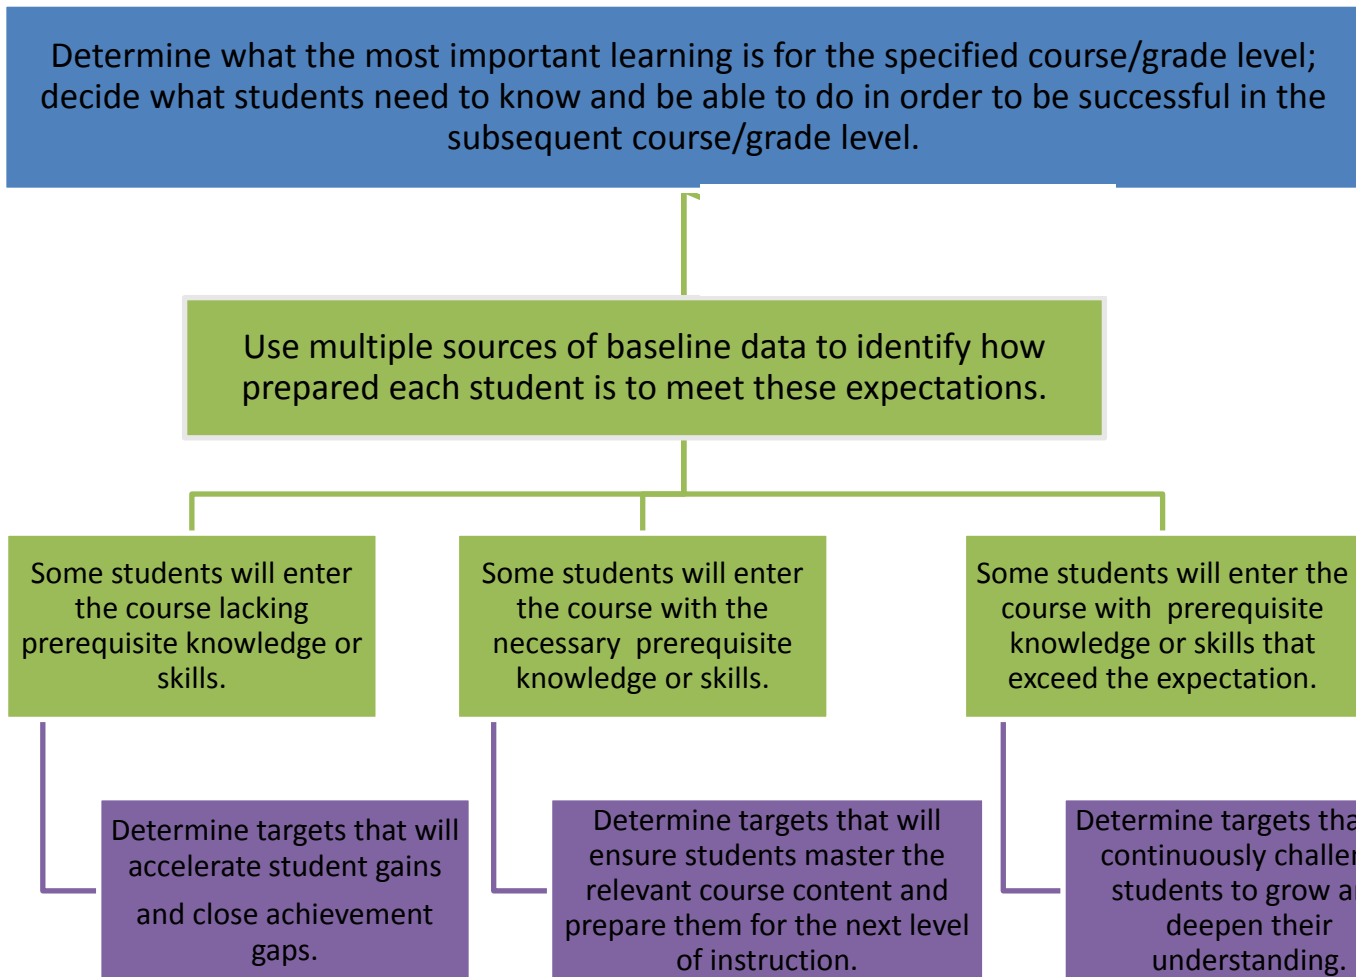 Determine what the most important learning is for the specified course/grade level;
decide what students need to know and be able to do in order to be successful in the
subsequent course/grade level.
Use multiple sources of baseline data to identify how
prepared each student is to meet these expectations.
Some students will enter
the course lacking
prerequisite knowledge or
skills.
Some students will enter
the course with the
necessary prerequisite
knowledge or skills.
Some students will enter the
course with prerequisite
knowledge or skills that
exceed the expectation.
Determine targets that will
accelerate student gains
and close achievement
gaps.
Determine targets that will
ensure students master the
relevant course content and
prepare them for the next level
of instruction.
Determine targets
continuously
students to grow
deepen their
understanding.